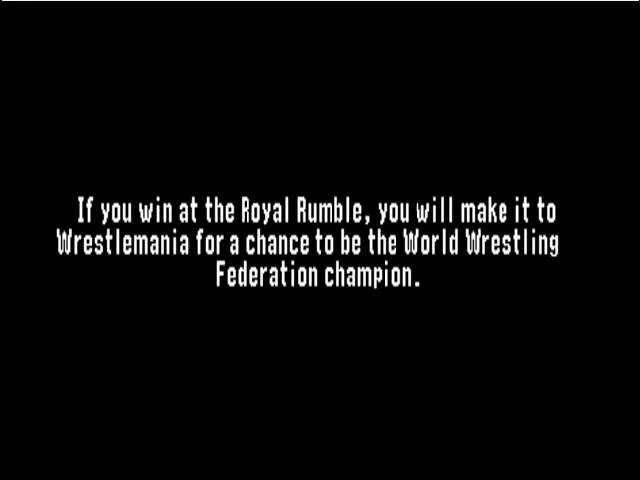 If you win at the Royal Rumble, you will make it to
Wrestlemania for a chance to be the World Wrestling
Federation champion.